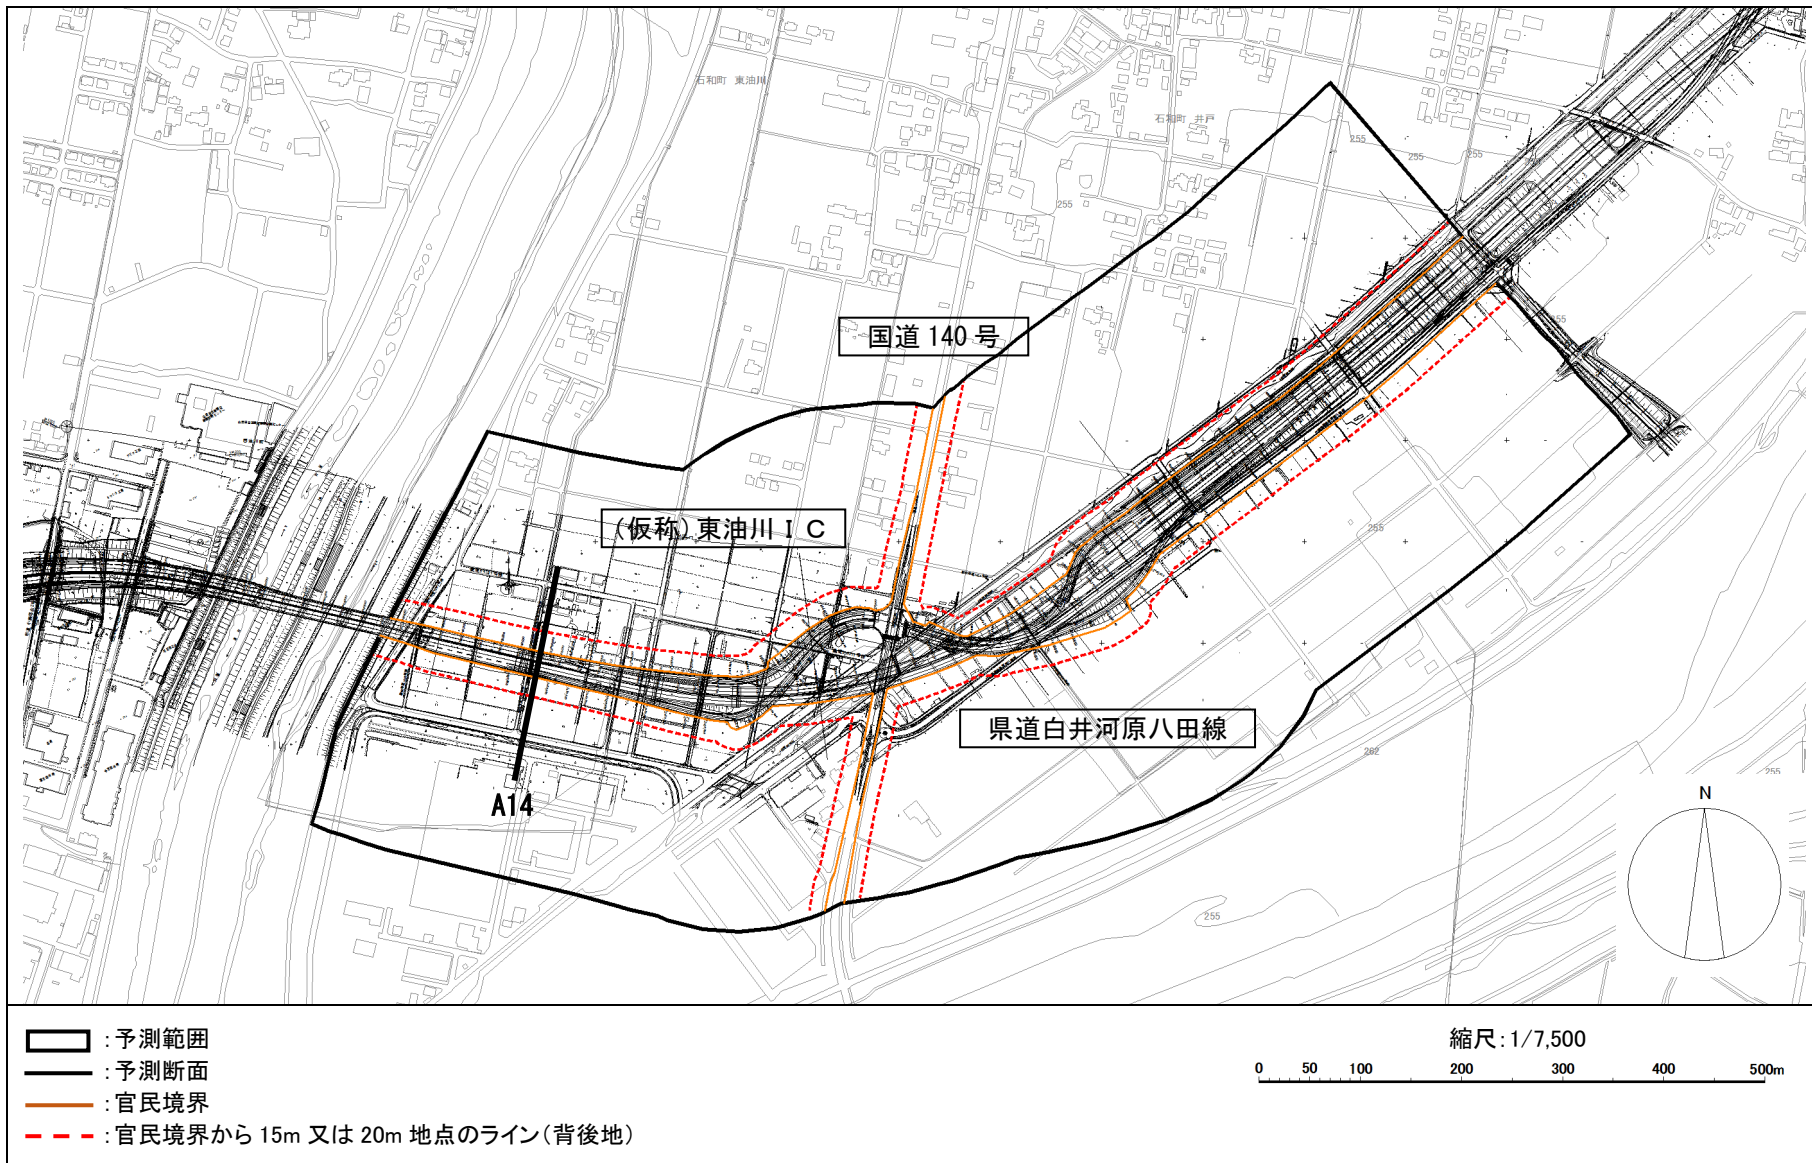 石和町 東油川
石和町 井戸
255
255
255
255
255
国道 140 号
255
(仮称)東油川ＩＣ
255
県道白井河原八田線
262
255
A14
N
255
:予測範囲
:予測断面
:官民境界
:官民境界から 15m 又は 20m 地点のライン(背後地)
縮尺:1/7,500
0 50 100 200 300 400 500m